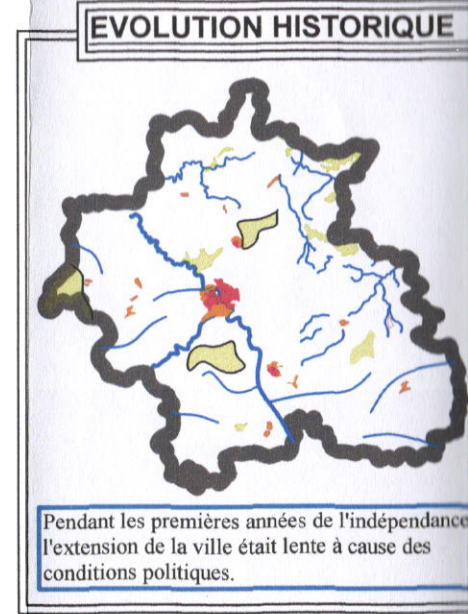 EVOLUTION HISTORIQUE
Pendant les premières années de l'indépendance
l'extension de la ville était lente à cause des
conditions politiques.